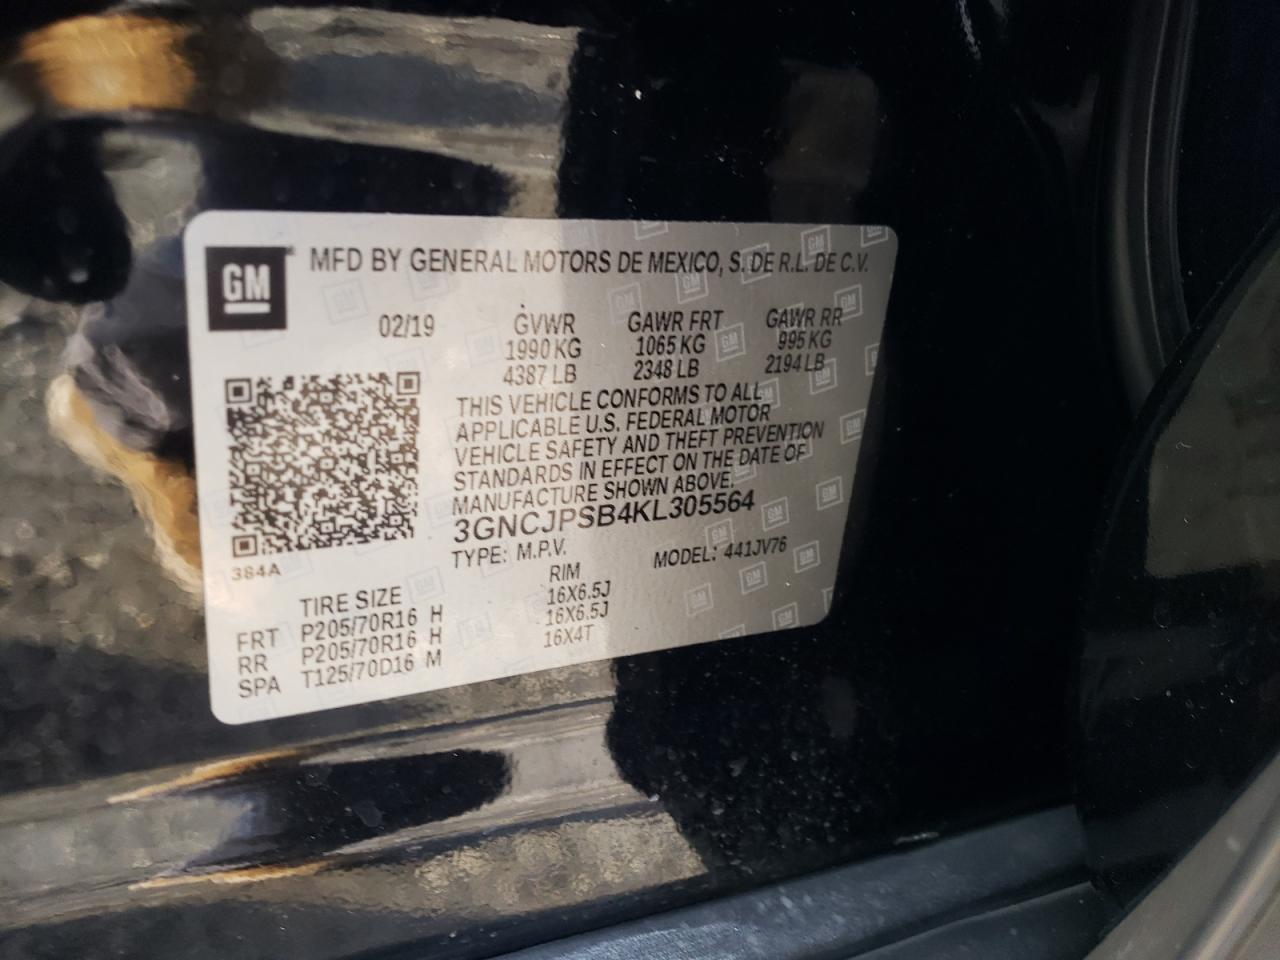 GM
MFD BY GENERAL MOTORS DE MEXICO, S. DE R.L. DE C.V.
02/19 GVWR GAWR FRT GAWR RR
1990 KG 1065 KG 995 KG
4387 LB 2348 LB 2194 LB
THIS VEHICLE CONFORMS TO ALL
APPLICABLE U.S. FEDERAL MOTOR
VEHICLE SAFETY AND THEFT PREVENTION
STANDARDS IN EFFECT ON THE DATE OF
MANUFACTURE SHOWN ABOVE.
3GNCJPSB4KL305564
TYPE: M.P.V. MODEL: 441JV76
384A
TIRE SIZE RIM
FRT P205/70R16 H 16X6.5J
RR P205/70R16 H 16X6.5J
SPA T125/70D16 M 16X4T